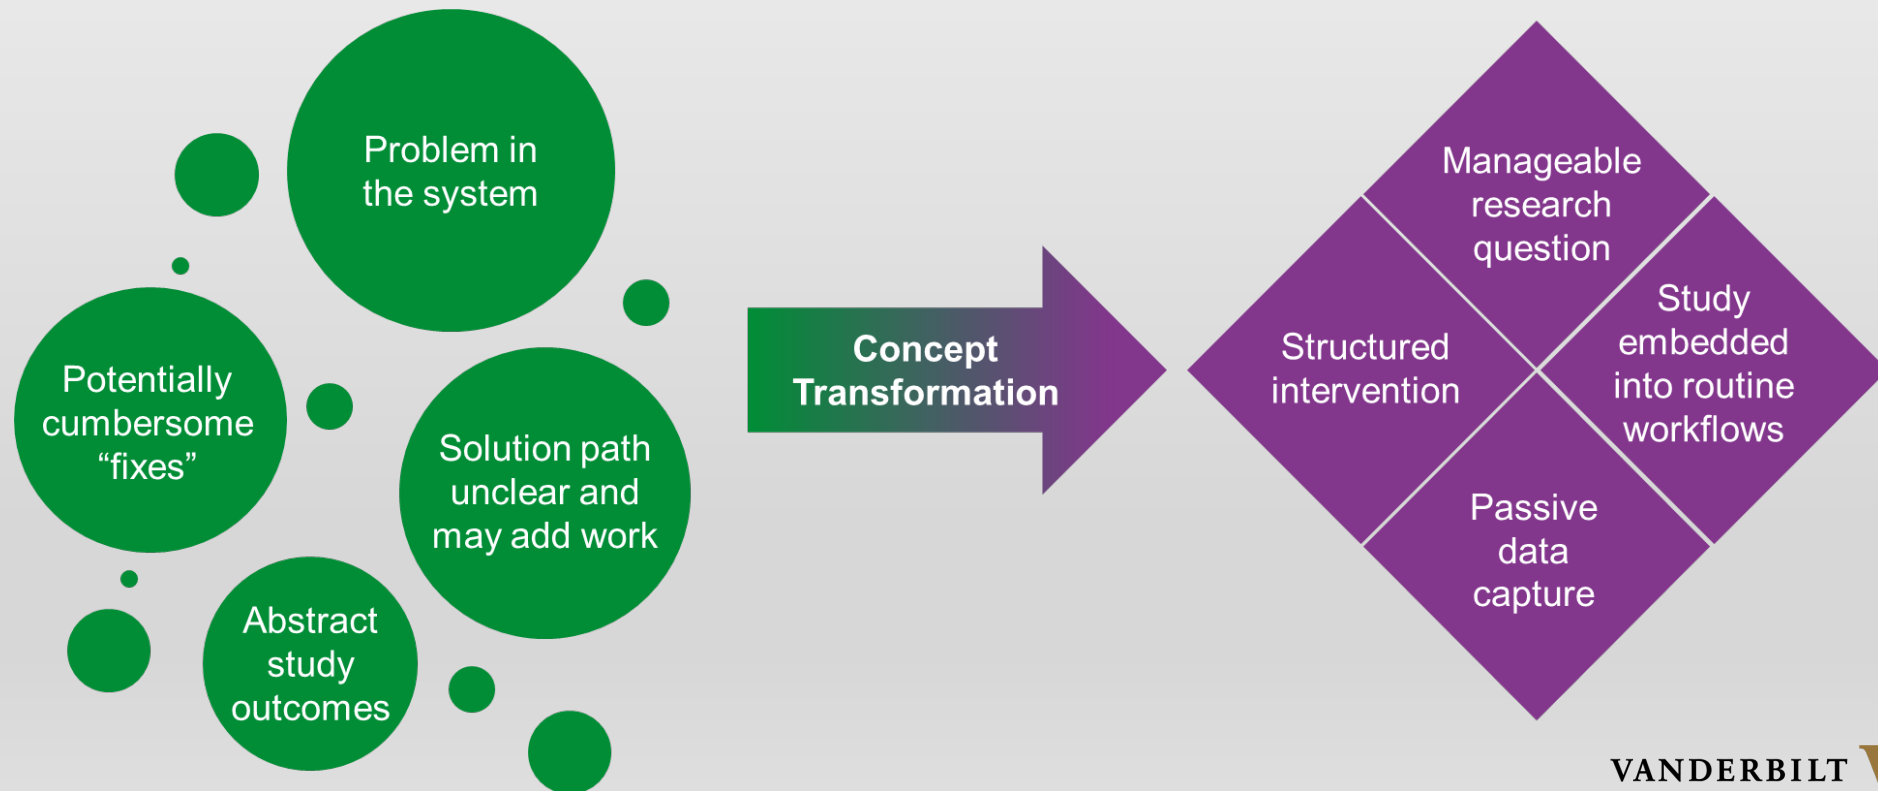 Problem in
the system
Potentially
cumbersome
“fixes”
Solution path
unclear and
may add work
Abstract
study
outcomes
Concept
Transformation
Manageable
research
question
Structured
intervention
Study
embedded
into routine
workflows
Passive
data
capture
VANDERBILT